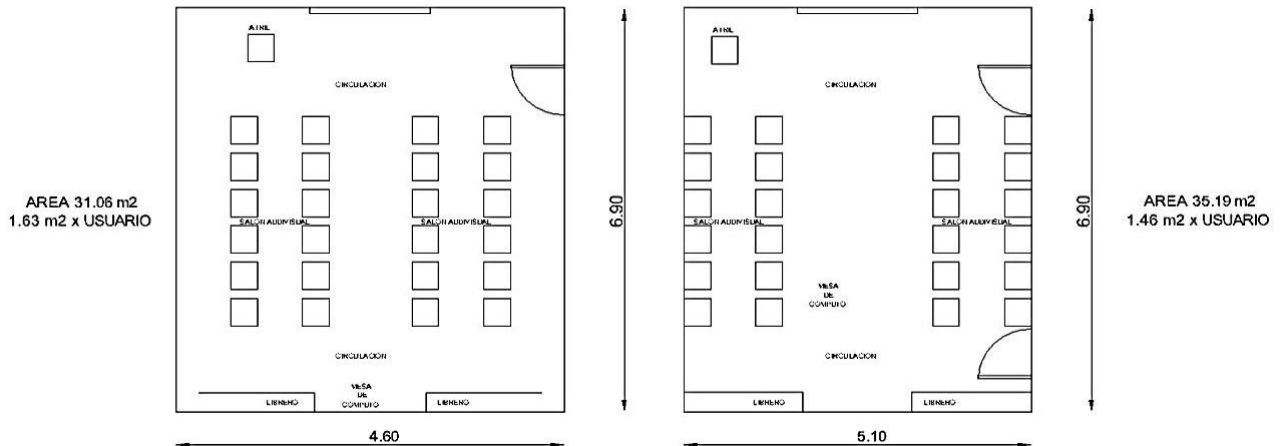 AREA 31.06 m2
1.63 m2 x USUARIO
ATRIL
CIRCULACION
SALON AUDIVISUAL
SALON AUDIVISUAL
CIRCULACION
MESA
DE
COMPUTO
LIBRERO
LIBRERO
4.60
6.90
ATRIL
CIRCULACION
SALON AUDIVISUAL
SALON AUDIVISUAL
MESA
DE
COMPUTO
CIRCULACION
LIBRERO
LIBRERO
5.10
6.90
AREA 35.19 m2
1.46 m2 x USUARIO